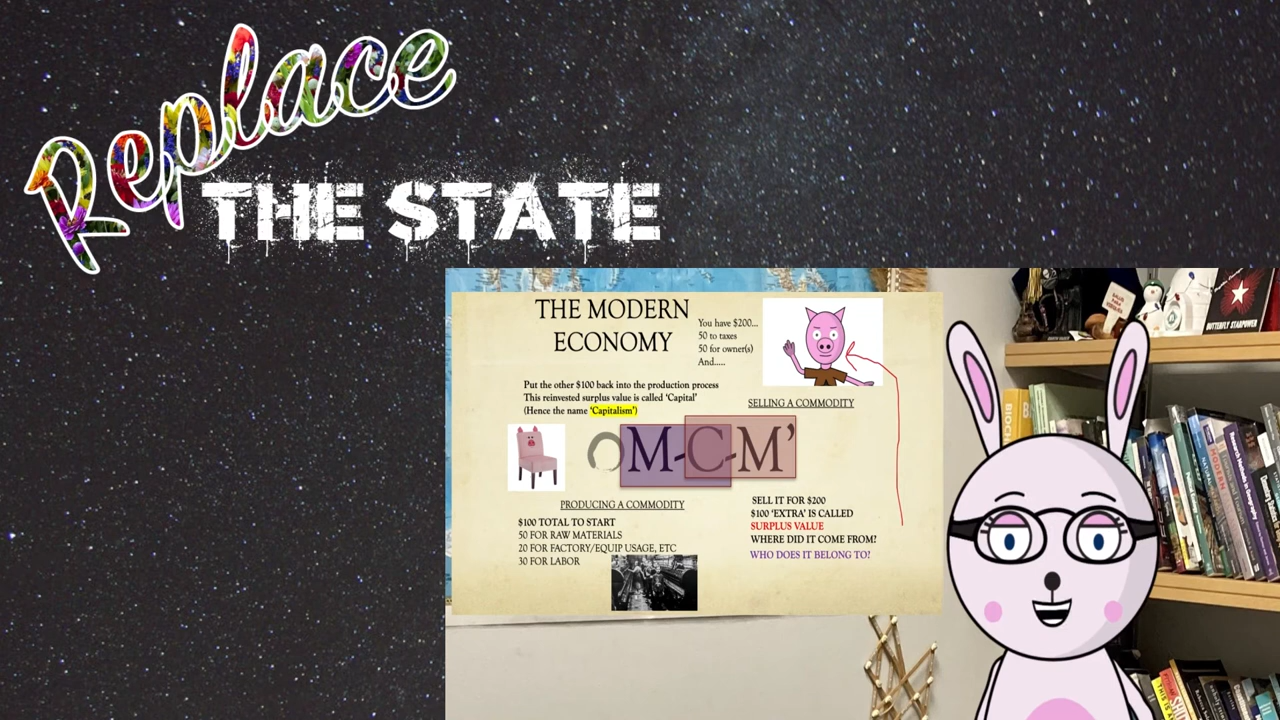 Replace
THE STATE
THE MODERN
ECONOMY
You have $200...
50 to taxes
50 for owner(s)
And.....
Put the other $100 back into the production process
This reinvested surplus value is called 'Capital'
(Hence the name 'Capitalism')
SELLING A COMMODITY
M-C-M’
PRODUCING A COMMODITY
$100 TOTAL TO START
50 FOR RAW MATERIALS
20 FOR FACTORY/EQUIP USAGE, ETC
30 FOR LABOR
SELL IT FOR $200
$100 ‘EXTRA’ IS CALLED
SURPLUS VALUE
WHERE DID IT COME FROM?
WHO DOES IT BELONG TO?
BUTTERFLY STARPOWER
MODERN